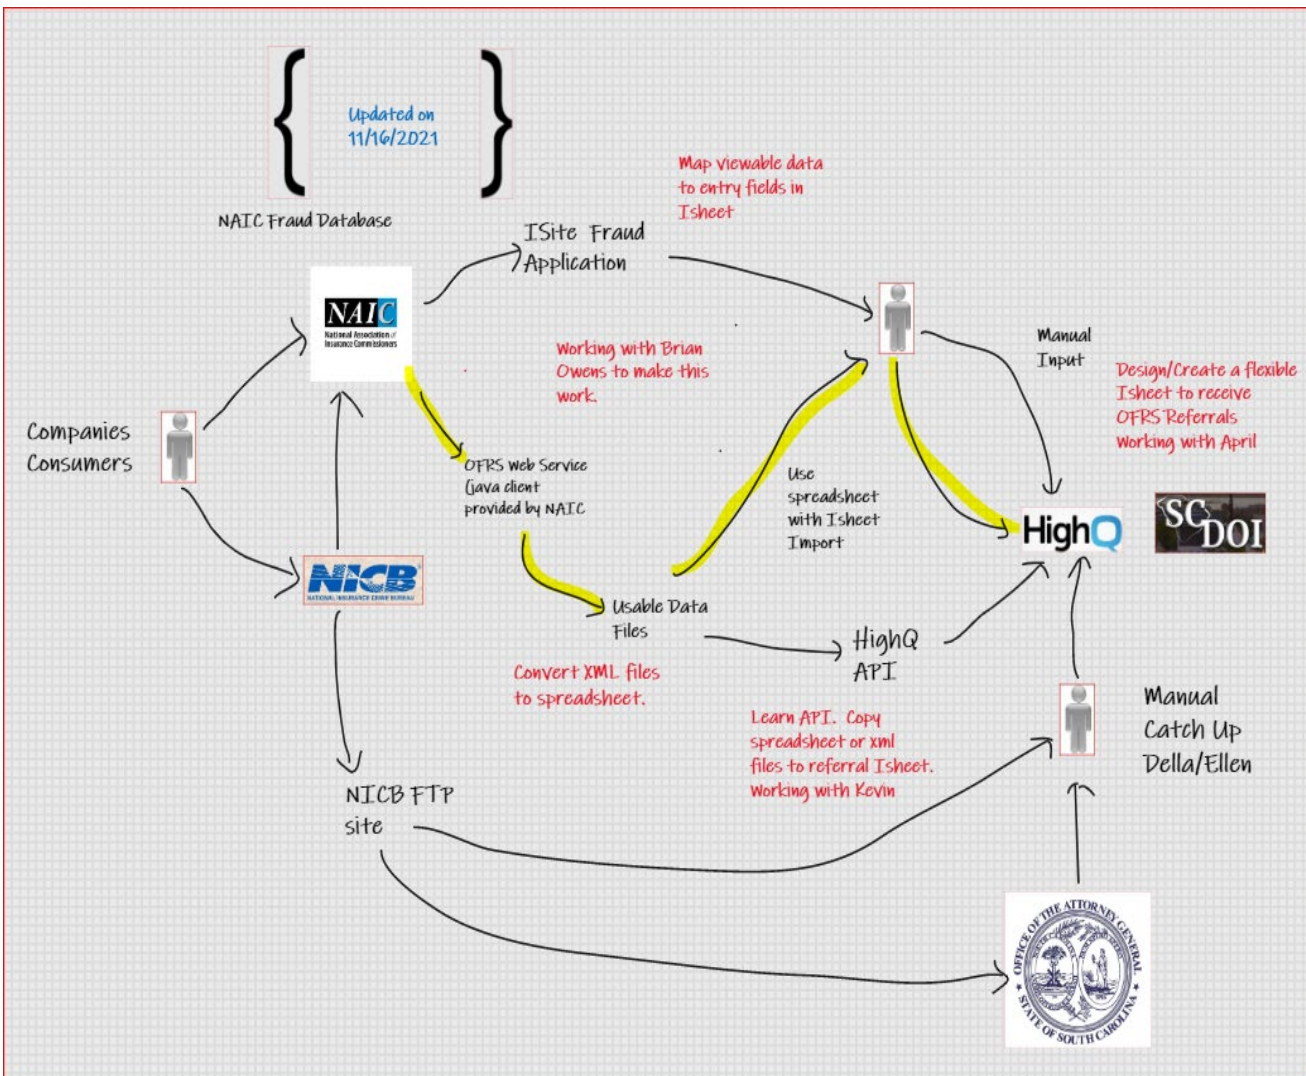 Updated on
11/16/2021
NAIC Fraud Database
Map viewable data
to entry fields in
Isheet
ISite Fraud
Application
NAIC
National Association of
Insurance Commissioners
Working with Brian
Owens to make this
work.
Manual
Input
Design/Create a flexible
Isheet to receive
OFRS Referrals
Working with April
Companies
Consumers
OFRS Web Service
(java client
provided by NAIC
Use
spreadsheet
with Isheet
Import
HighQ
SC
DOI
NICB
NATIONAL INSURANCE CRIME BUREAU
Usable Data
Files
HighQ
API
Convert XML files
to spreadsheet.
Learn API. Copy
spreadsheet or xml
files to referral Isheet.
Working with Kevin
Manual
Catch Up
Della/Ellen
NICB FTP
site
OFFICE OF THE ATTORNEY GENERAL
STATE OF SOUTH CAROLINA